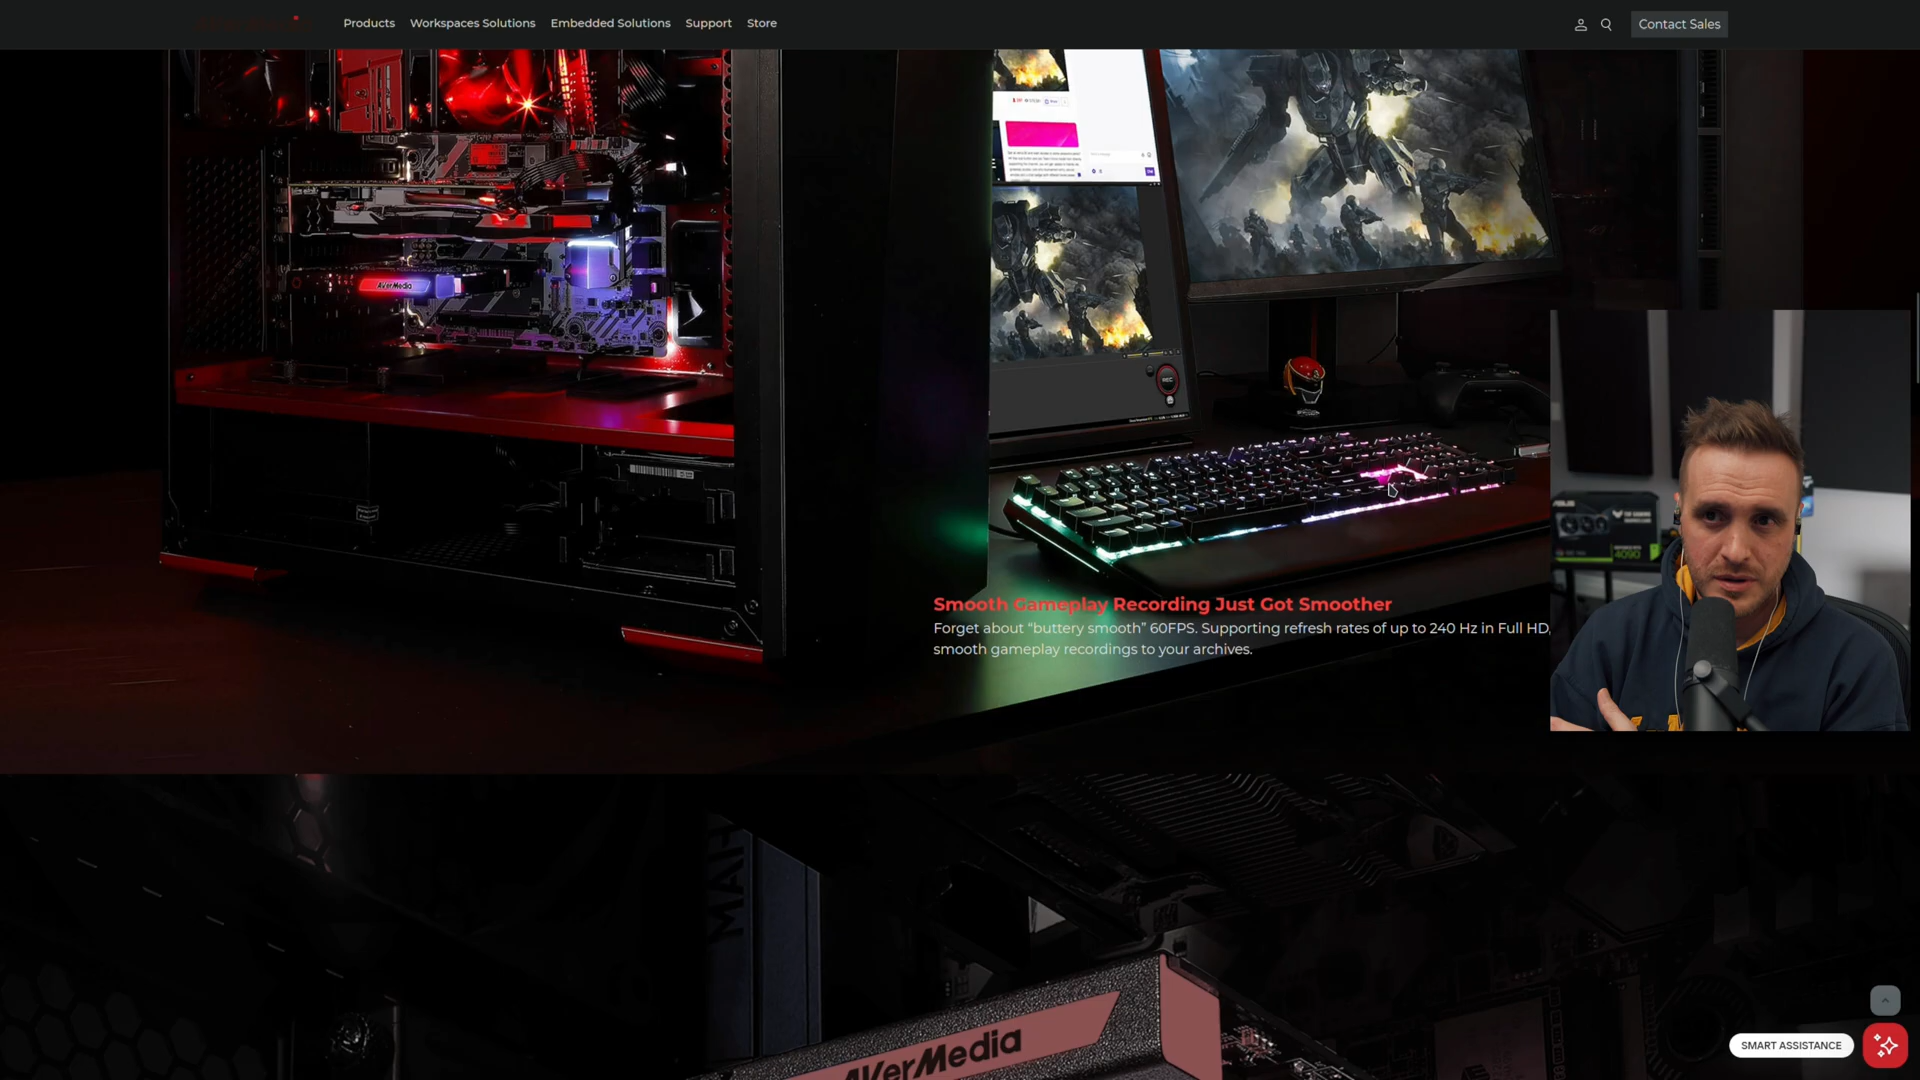 Products Workspaces Solutions Embedded Solutions Support Store
Contact Sales
AVerMedia
REC
Smooth Gameplay Recording Just Got Smoother
Forget about “buttery smooth” 60FPS. Supporting refresh rates of up to 240 Hz in Full HD,
smooth gameplay recordings to your archives.
4090
AVerMedia
SMART ASSISTANCE